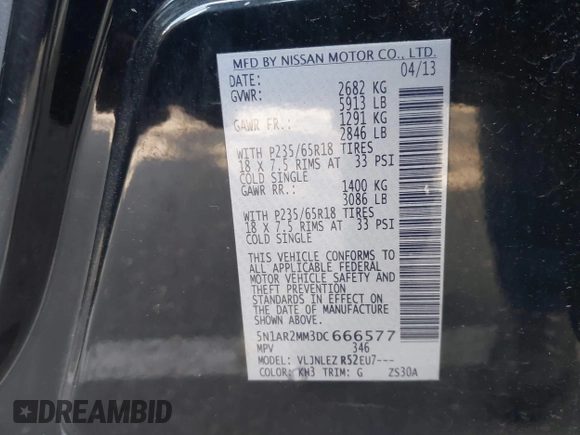 MFD BY NISSAN MOTOR CO., LTD.
DATE: 04/13
GVWR: 2682 KG
5913 LB
GAWR FR.: 1291 KG
2846 LB
WITH P235/65R18 TIRES
18 X 7.5 RIMS AT 33 PSI
COLD SINGLE
GAWR RR.: 1400 KG
3086 LB
WITH P235/65R18 TIRES
18 X 7.5 RIMS AT 33 PSI
COLD SINGLE
THIS VEHICLE CONFORMS TO
ALL APPLICABLE FEDERAL
MOTOR VEHICLE SAFETY AND
THEFT PREVENTION
STANDARDS IN EFFECT ON
THE DATE OF MANUFACTURE
SHOWN ABOVE.
5N1AR2MM3DC666577
MPV 346
MODEL: VLJNLEZ R52EU7---
COLOR: KH3 TRIM: G ZS30A
DREAMBID